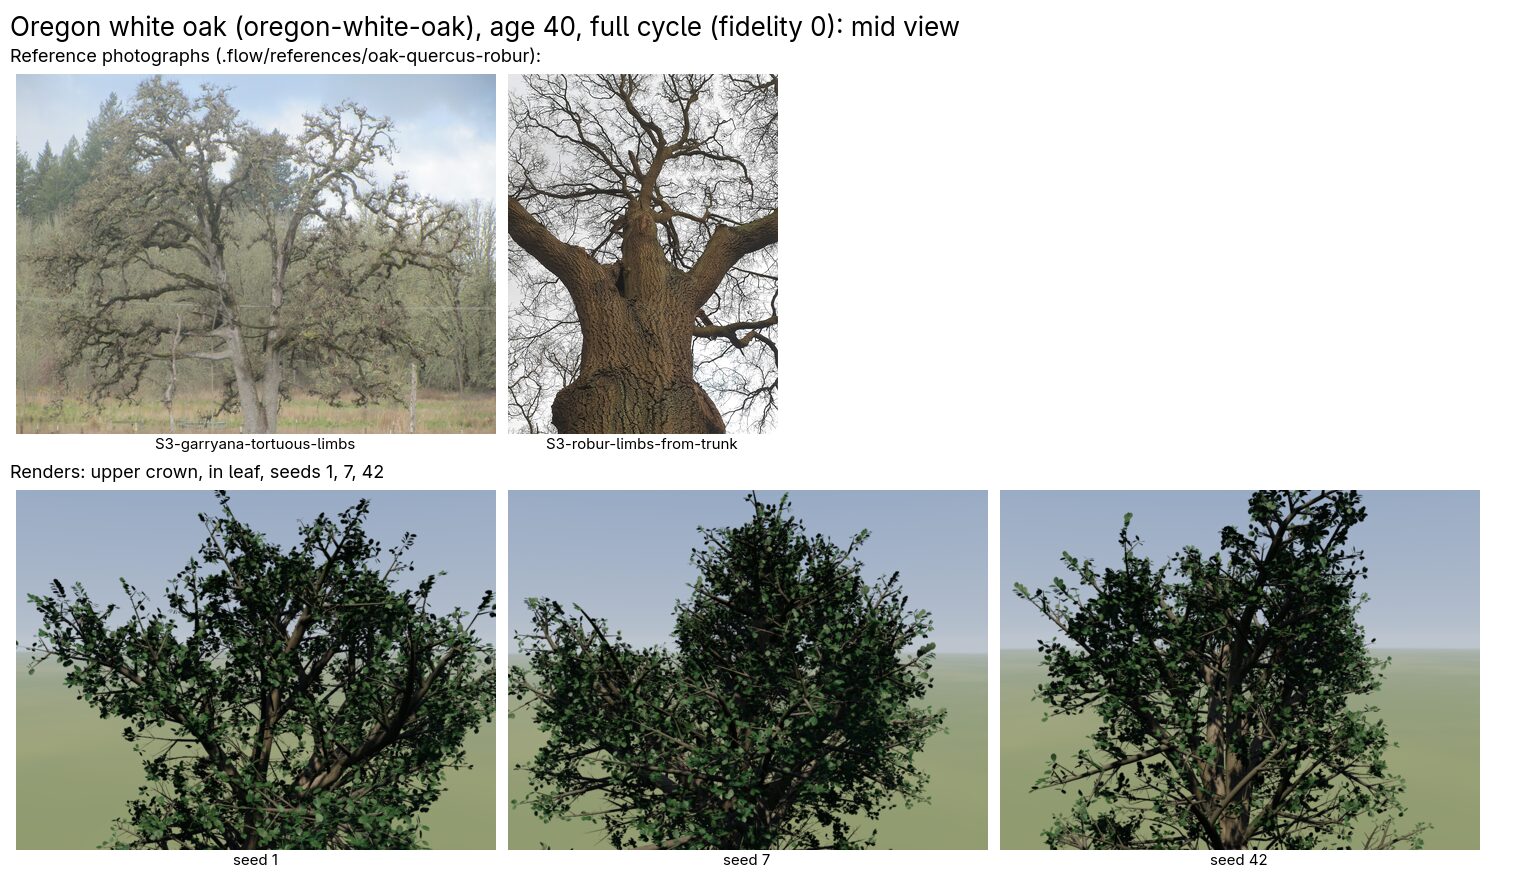 Oregon white oak (oregon-white-oak), age 40, full cycle (fidelity 0): mid view
Reference photographs (.flow/references/oak-quercus-robur):
S3-garryana-tortuous-limbs
S3-robur-limbs-from-trunk
Renders: upper crown, in leaf, seeds 1, 7, 42
seed 1
seed 7
seed 42